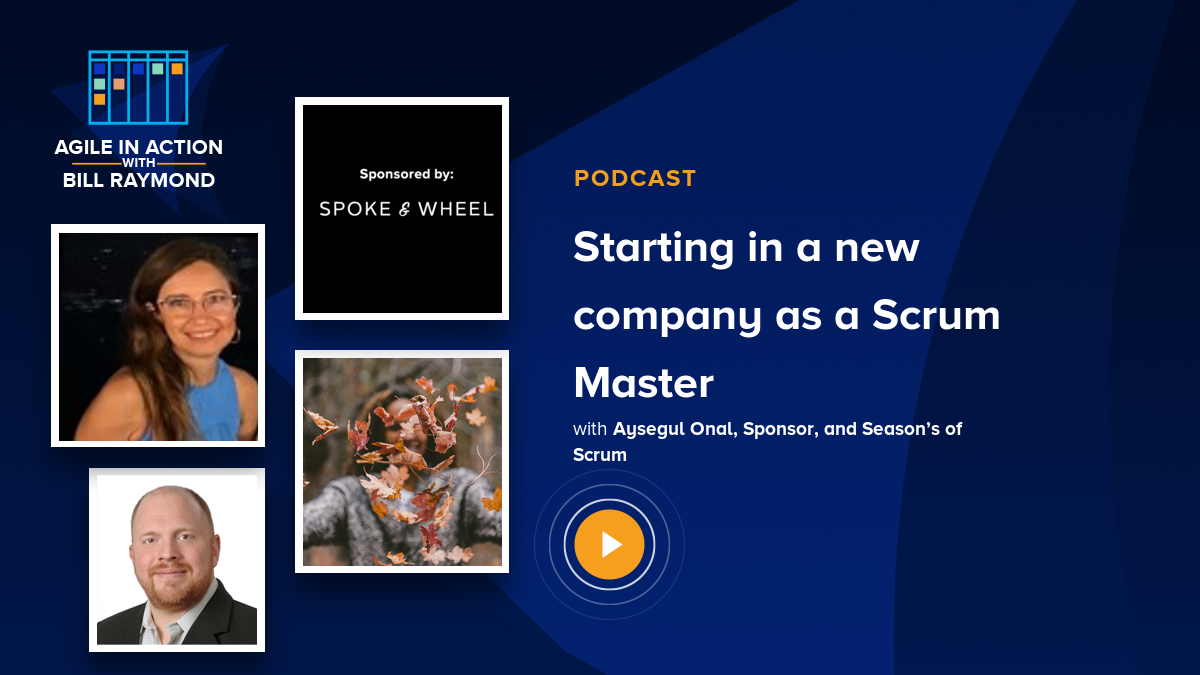 AGILE IN ACTION
WITH
BILL RAYMOND
Sponsored by:
SPOKE & WHEEL
PODCAST
Starting in a new
company as a Scrum
Master
with Aysegul Onal, Sponsor, and Season’s of
Scrum